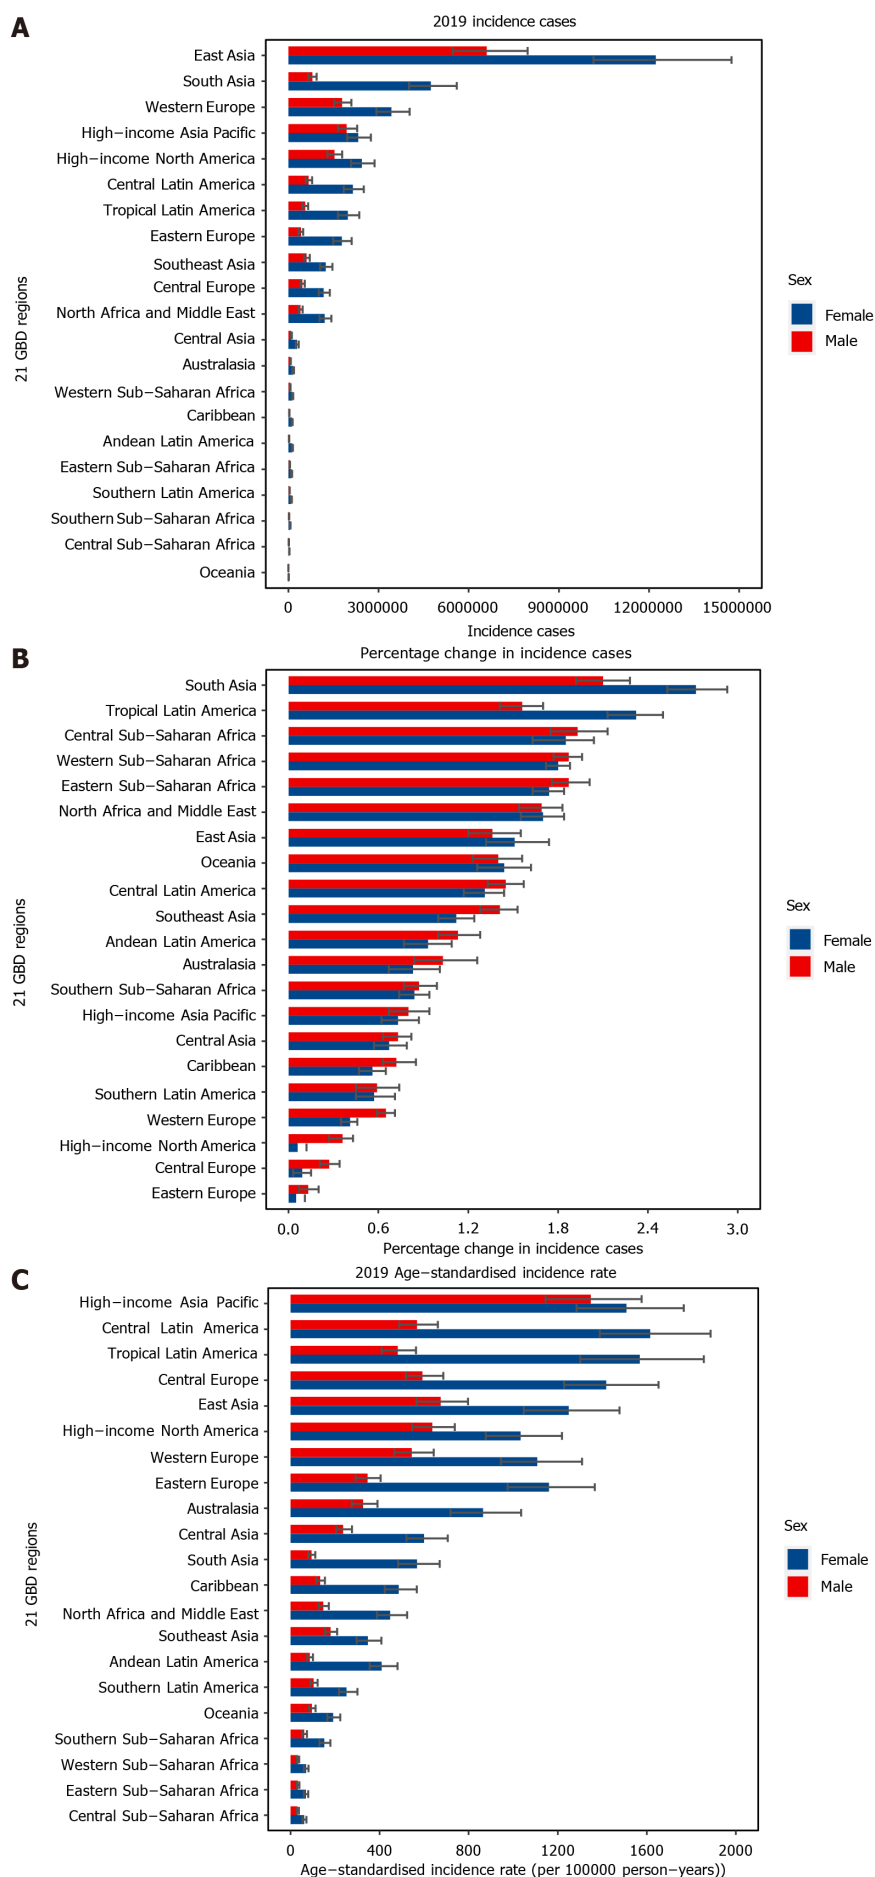 A
2019 incidence cases
East Asia
South Asia
Western Europe
High−income Asia Pacific
High−income North America
Central Latin America
Tropical Latin America
Eastern Europe
Southeast Asia
Central Europe
North Africa and Middle East
Central Asia
Australasia
Western Sub−Saharan Africa
Caribbean
Andean Latin America
Eastern Sub−Saharan Africa
Southern Latin America
Southern Sub−Saharan Africa
Central Sub−Saharan Africa
Oceania
21 GBD regions
0 3000000 6000000 9000000 12000000 15000000
Incidence cases
Sex
Female
Male
B
Percentage change in incidence cases
South Asia
Tropical Latin America
Central Sub−Saharan Africa
Western Sub−Saharan Africa
Eastern Sub−Saharan Africa
North Africa and Middle East
East Asia
Oceania
Central Latin America
Southeast Asia
Andean Latin America
Australasia
Southern Sub−Saharan Africa
High−income Asia Pacific
Central Asia
Caribbean
Southern Latin America
Western Europe
High−income North America
Central Europe
Eastern Europe
21 GBD regions
0.0 0.6 1.2 1.8 2.4 3.0
Percentage change in incidence cases
Sex
Female
Male
C
2019 Age−standardised incidence rate
High−income Asia Pacific
Central Latin America
Tropical Latin America
Central Europe
East Asia
High−income North America
Western Europe
Eastern Europe
Australasia
Central Asia
South Asia
Caribbean
North Africa and Middle East
Southeast Asia
Andean Latin America
Southern Latin America
Oceania
Southern Sub−Saharan Africa
Western Sub−Saharan Africa
Eastern Sub−Saharan Africa
Central Sub−Saharan Africa
21 GBD regions
0 400 800 1200 1600 2000
Age−standardised incidence rate (per 100000 person−years))
Sex
Female
Male